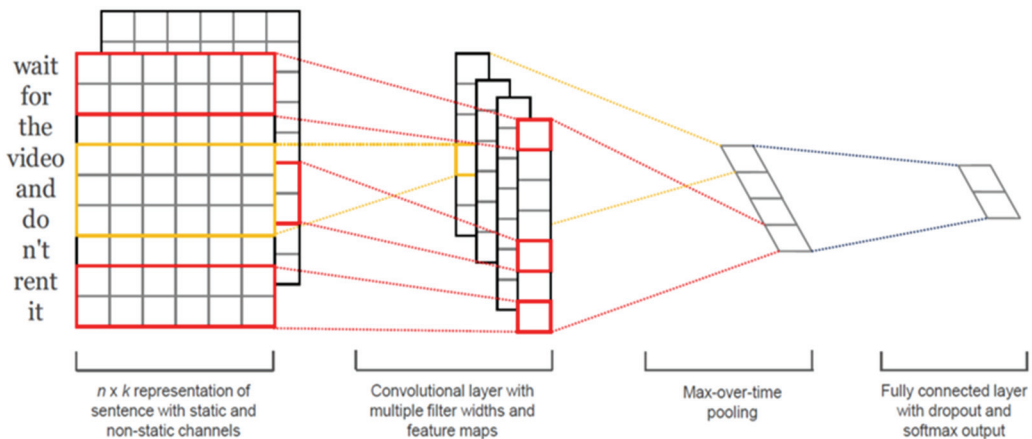 wait
for
the
video
and
do
n't
rent
it
n x k representation of
sentence with static and
non-static channels
Convolutional layer with
multiple filter widths and
feature maps
Max-over-time
pooling
Fully connected layer
with dropout and
softmax output